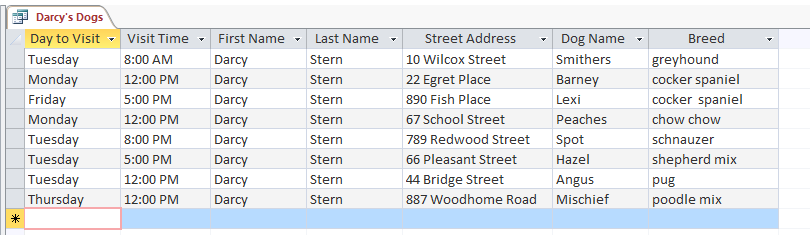 Darcy's Dogs
Day to Visit Visit Time First Name Last Name Street Address Dog Name Breed
Tuesday 8:00 AM Darcy Stern 10 Wilcox Street Smithers greyhound
Monday 12:00 PM Darcy Stern 22 Egret Place Barney cocker spaniel
Friday 5:00 PM Darcy Stern 890 Fish Place Lexi cocker  spaniel
Monday 12:00 PM Darcy Stern 67 School Street Peaches chow chow
Tuesday 8:00 PM Darcy Stern 789 Redwood Street Spot schnauzer
Tuesday 5:00 PM Darcy Stern 66 Pleasant Street Hazel shepherd mix
Tuesday 12:00 PM Darcy Stern 44 Bridge Street Angus pug
Thursday 12:00 PM Darcy Stern 887 Woodhome Road Mischief poodle mix